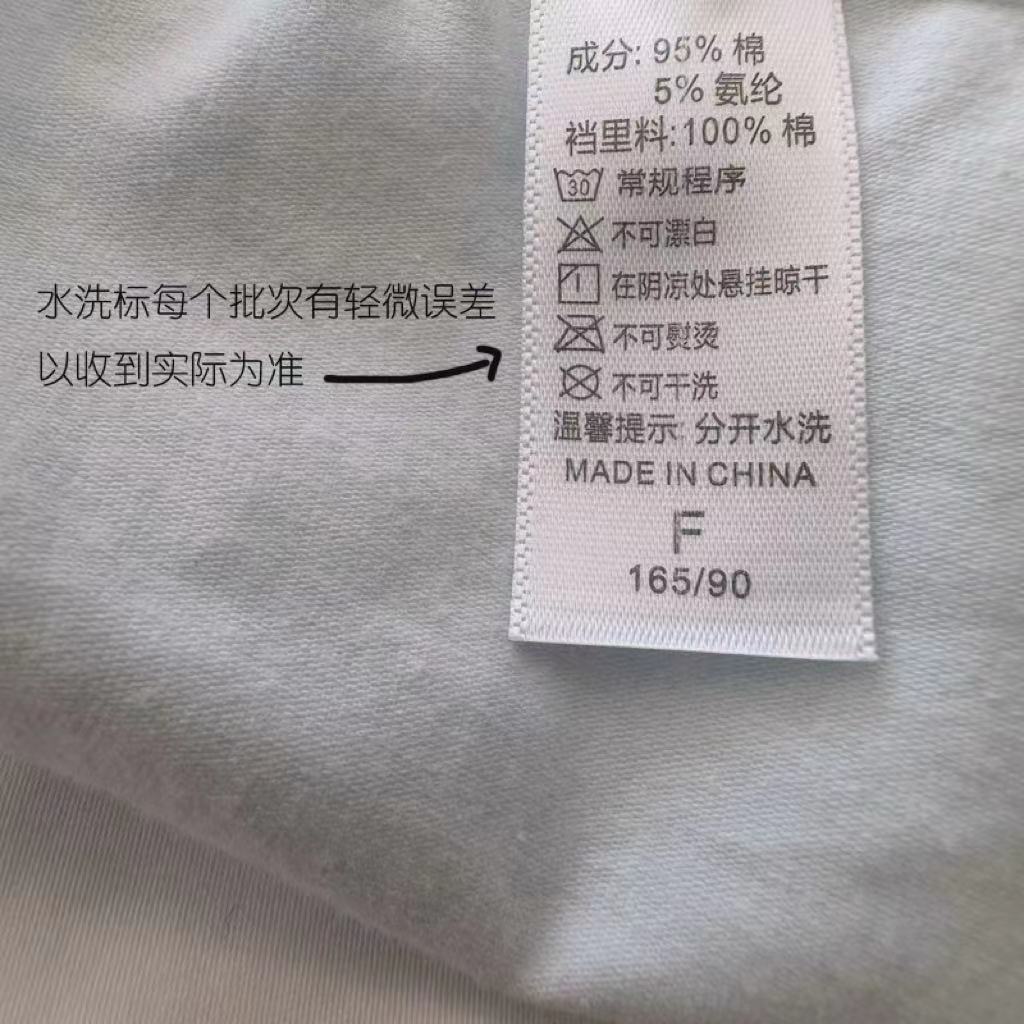 成分: 95% 棉
5% 氨纶
裆里料:100% 棉
30 常规程序
不可漂白
在阴凉处悬挂晾干
不可熨烫
不可干洗
温馨提示: 分开水洗
MADE IN CHINA
F
165/90
水洗标每个批次有轻微误差
以收到实际为准